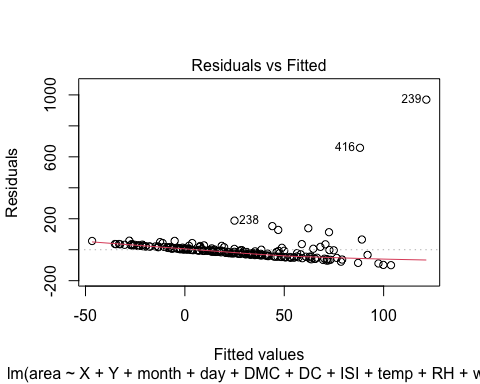 Residuals vs Fitted
1000
600
200
-200
Residuals
239
416
238
-50
0
50
100
Fitted values
lm(area ~ X + Y + month + day + DMC + DC + ISI + temp + RH + w